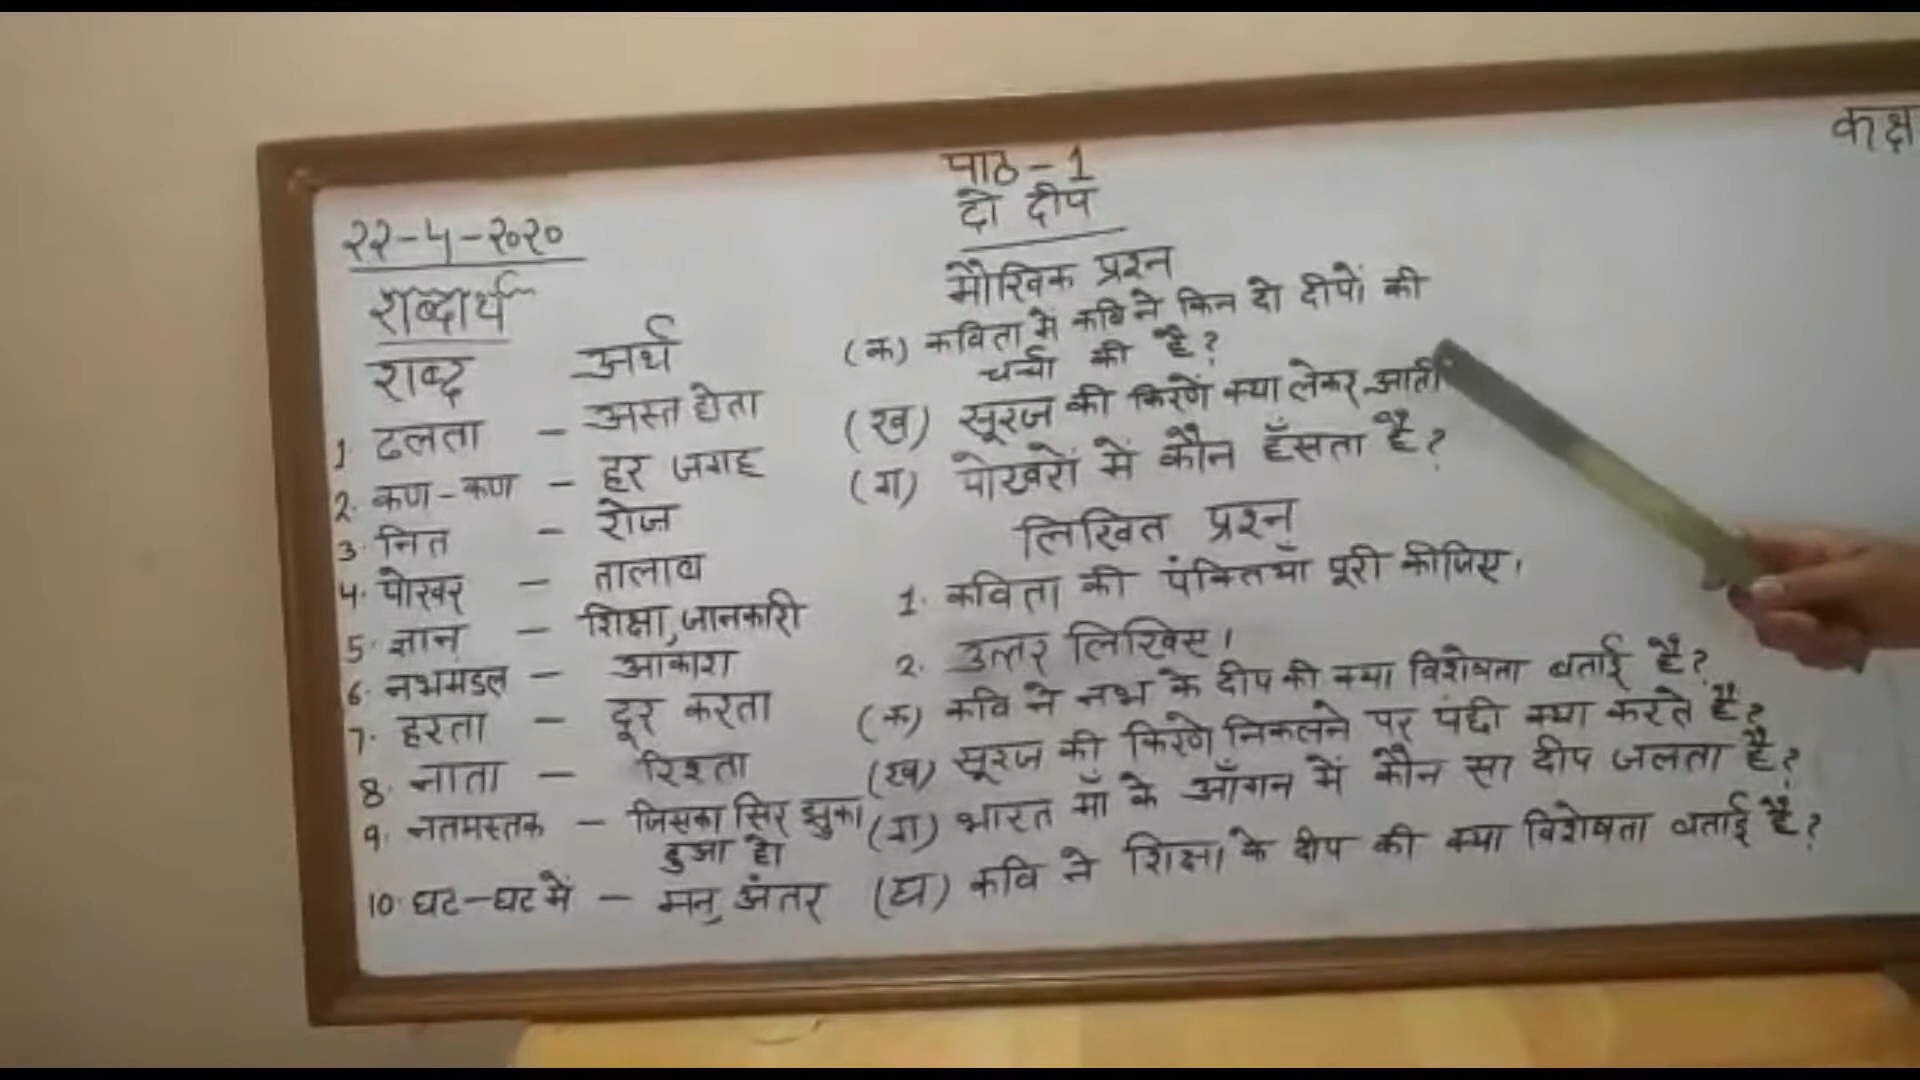 कक्ष
पाठ - 1
दो दीप
२२-५-२०२०
शब्दार्थ
शब्द - अर्थ
1. ढलता - अस्त होता
2. कण-कण - हर जगह
3. नित - रोज
4. पोखर - तालाब
5. ज्ञान - शिक्षा, जानकारी
6. नभमंडल - आकाश
7. हरता - दूर करता
8. नाता - रिश्ता
9. नतमस्तक - जिसका सिर झुका
हुआ हो
10. घट-घट में - मन, अंतर
मौखिक प्रश्न
(क) कविता में कवि ने किन दो दीपों की
चर्चा की है?
(ख) सूरज की किरणें क्या लेकर आती
(ग) पोखरों में कौन हँसता है?
लिखित प्रश्न
1. कविता की पंक्तियाँ पूरी कीजिए।
2. उत्तर लिखिए।
(क) कवि ने नभ के दीप की क्या विशेषता बताई है?
(ख) सूरज की किरणें निकलने पर पंछी क्या करते हैं?
(ग) भारत माँ के आँगन में कौन सा दीप जलता है?
(घ) कवि ने शिक्षा के दीप की क्या विशेषता बताई है?